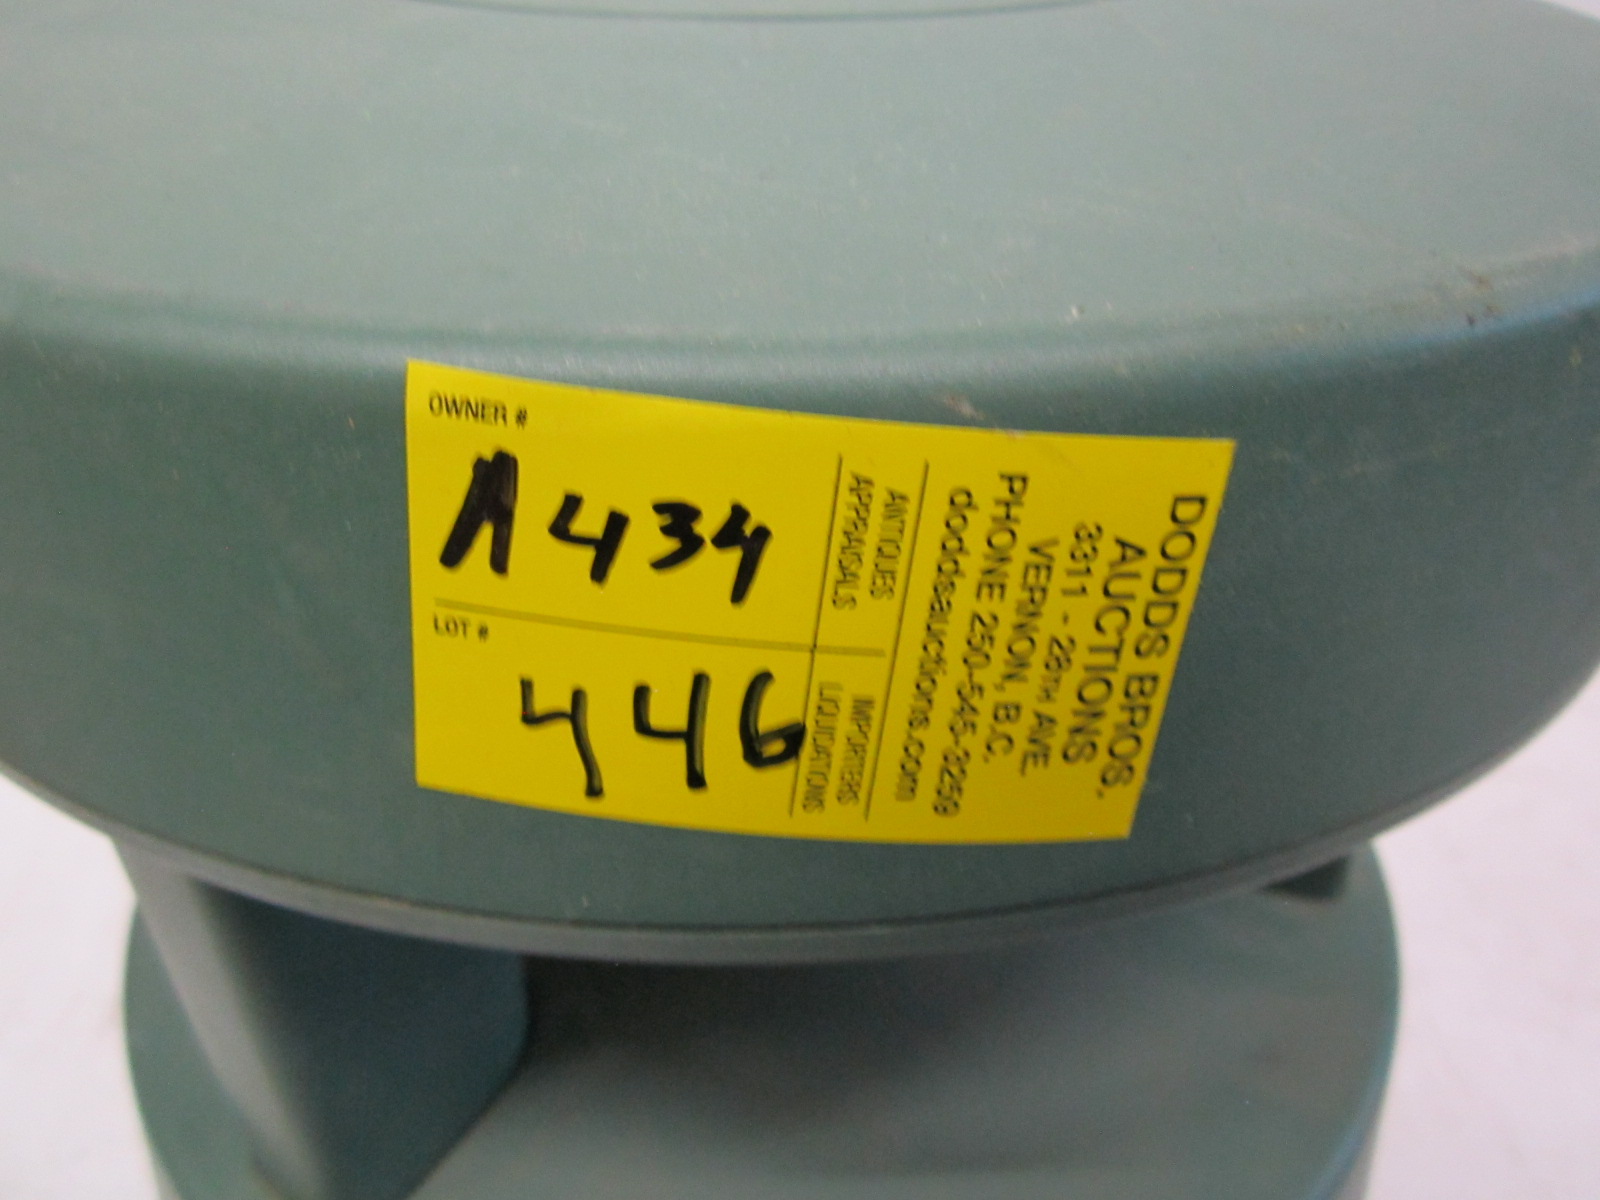 OWNER #
A434
LOT #
446
ANTIQUES
APPRAISALS
IMPORTERS
LIQUIDATIONS
DODDS BROS.
AUCTIONS
3311 - 28TH AVE.
VERNON, B.C.
PHONE 250-545-3259
doddsauctions.com